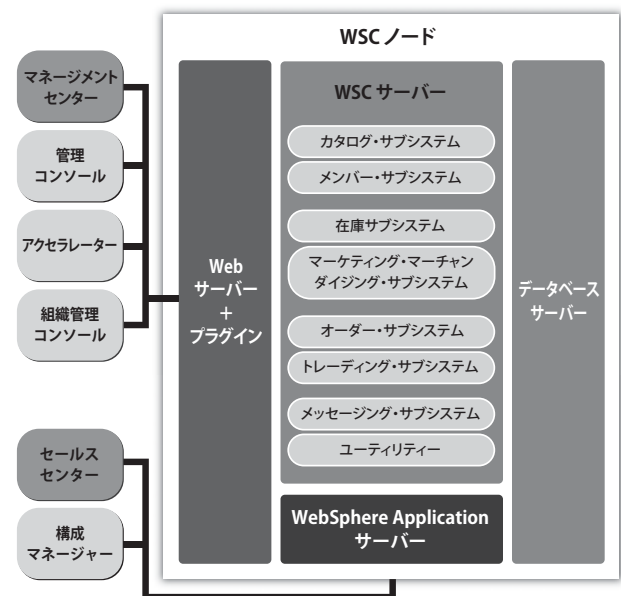 WSC ノード
マネージメント
センター
管理
コンソール
アクセラレーター
組織管理
コンソール
セールス
センター
構成
マネージャー
Web
サーバー
+
プラグイン
WSC サーバー
カタログ・サブシステム
メンバー・サブシステム
在庫サブシステム
マーケティング・マーチャン
ダイジング・サブシステム
オーダー・サブシステム
トレーディング・サブシステム
メッセージング・サブシステム
ユーティリティー
WebSphere Application
サーバー
データベース
サーバー